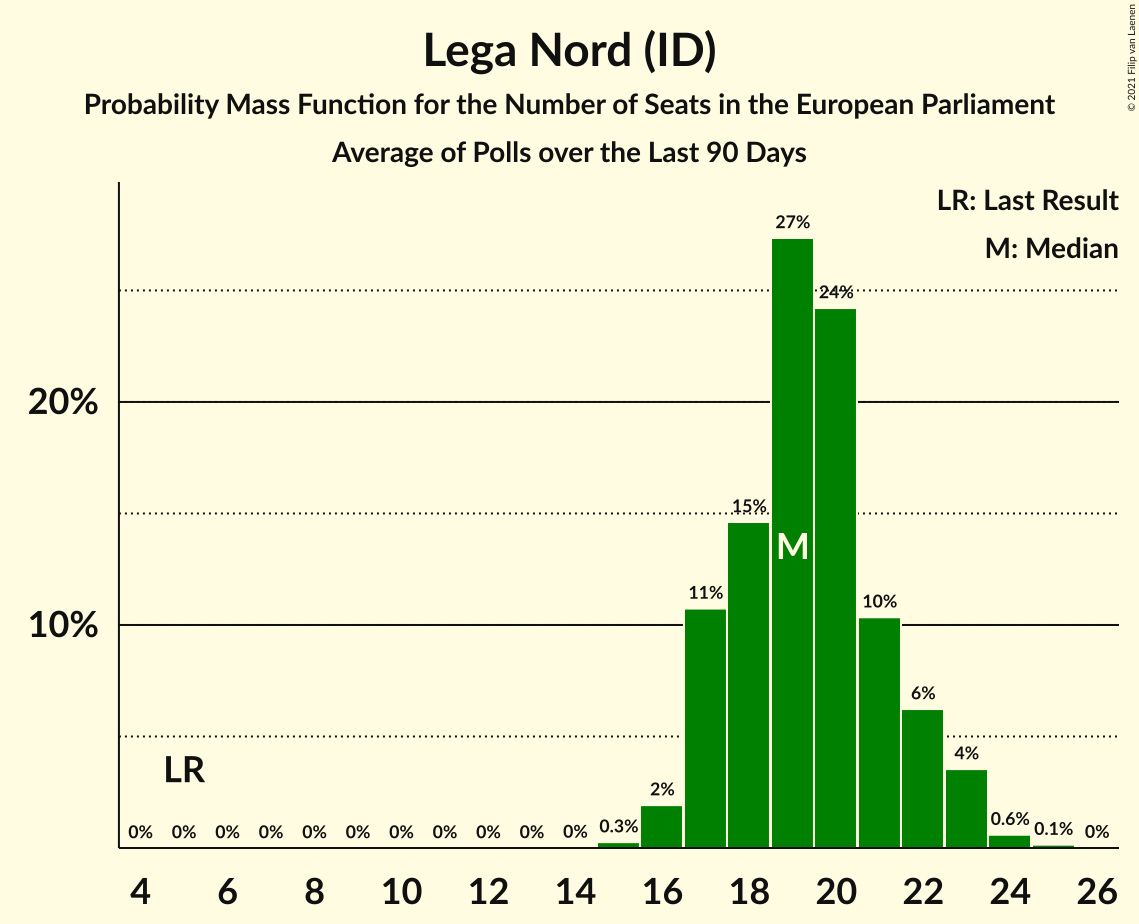 Lega Nord (ID)
Probability Mass Function for the Number of Seats in the European Parliament
Average of Polls over the Last 90 Days
© 2021 Filip van Laenen
LR: Last Result
M: Median
27%
24%
20%
15%
M
11%
10%
10%
6%
4%
LR
2%
0% 0% 0% 0% 0% 0% 0% 0% 0% 0% 0% 0.3% 0.6% 0.1% 0%
4 6 8 10 12 14 16 18 20 22 24 26